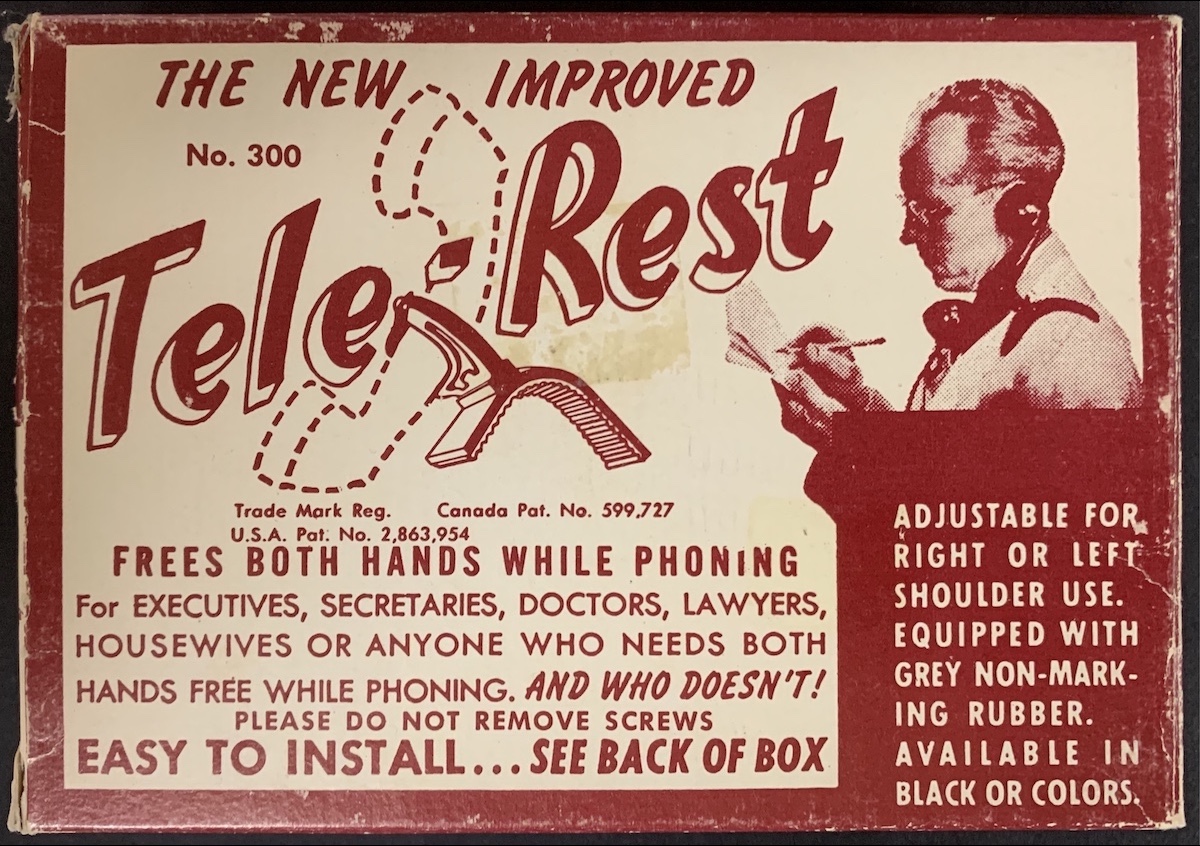 THE NEW IMPROVED
No. 300
Tele-Rest
Trade Mark Reg. Canada Pat. No. 599,727
U.S.A. Pat. No. 2,863,954
FREES BOTH HANDS WHILE PHONING
For EXECUTIVES, SECRETARIES, DOCTORS, LAWYERS,
HOUSEWIVES OR ANYONE WHO NEEDS BOTH
HANDS FREE WHILE PHONING. AND WHO DOESN'T!
PLEASE DO NOT REMOVE SCREWS
EASY TO INSTALL... SEE BACK OF BOX
ADJUSTABLE FOR
RIGHT OR LEFT
SHOULDER USE.
EQUIPPED WITH
GREY NON-MARK-
ING RUBBER.
AVAILABLE IN
BLACK OR COLORS.